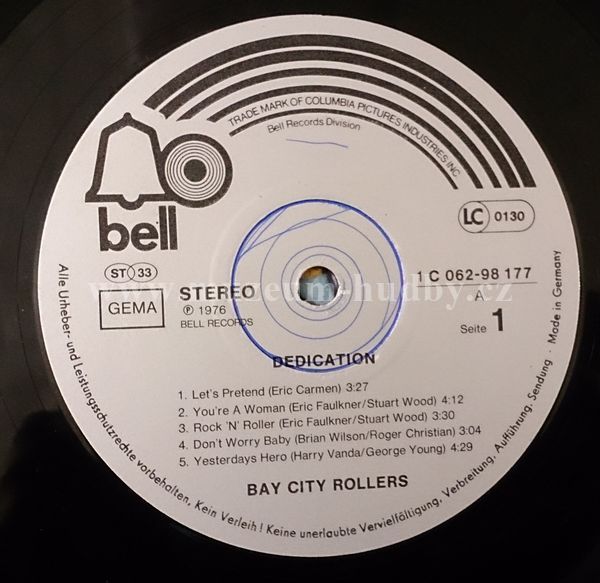 TRADE MARK OF COLUMBIA PICTURES INDUSTRIES INC.
Bell Records Division
bell
LC 0130
ST 33
GEMA
STEREO
℗ 1976
BELL RECORDS
1 C 062-98 177
A.
Seite 1
DEDICATION
1. Let's Pretend (Eric Carmen) 3:27
2. You're A Woman (Eric Faulkner/Stuart Wood) 4:12
3. Rock 'N' Roller (Eric Faulkner/Stuart Wood) 3:30
4. Don't Worry Baby (Brian Wilson/Roger Christian) 3:04
5. Yesterdays Hero (Harry Vanda/George Young) 4:29
BAY CITY ROLLERS
Alle Urheber- und Leistungsschutzrechte vorbehalten, Kein Verleih! Keine unerlaubte Vervielfältigung, Verbreitung, Aufführung, Sendung · Made in Germany
www.muzeum-hudby.cz